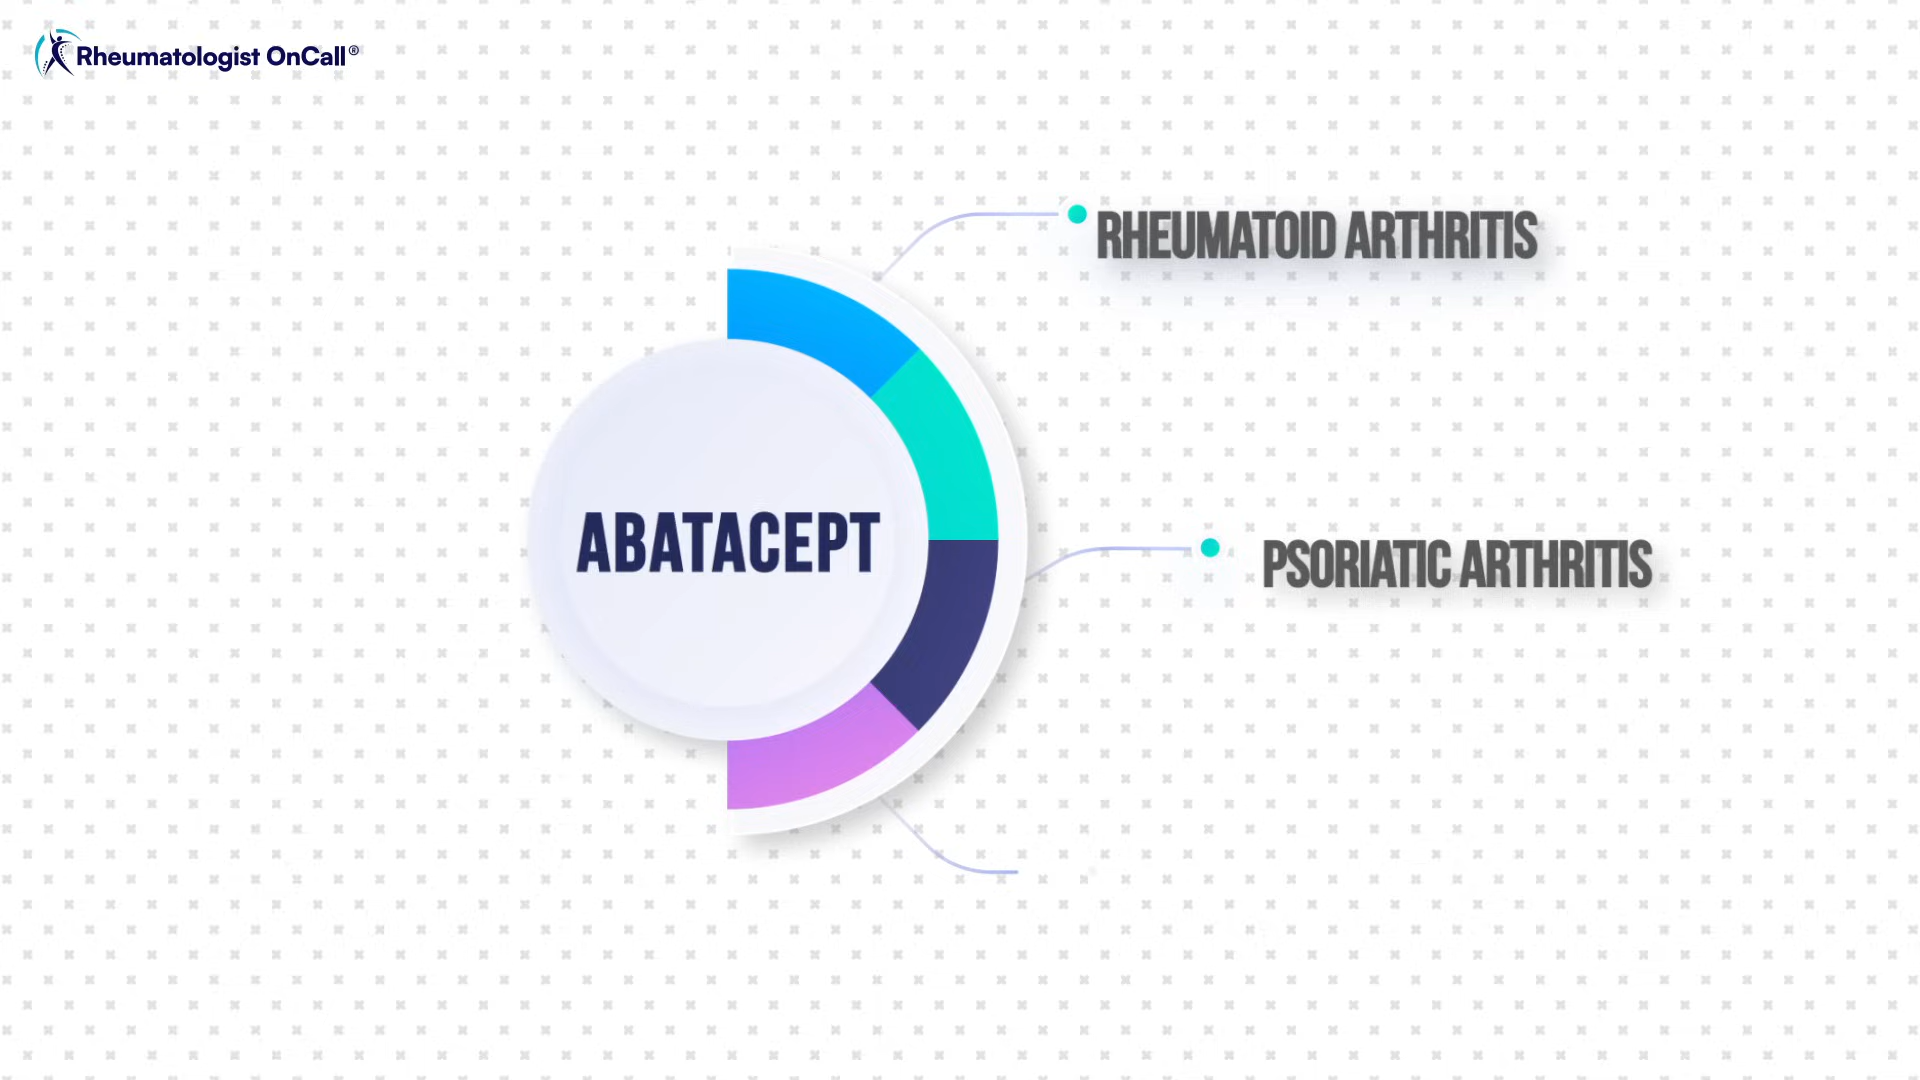 Rheumatologist OnCall®
RHEUMATOID ARTHRITIS
ABATACEPT
PSORIATIC ARTHRITIS